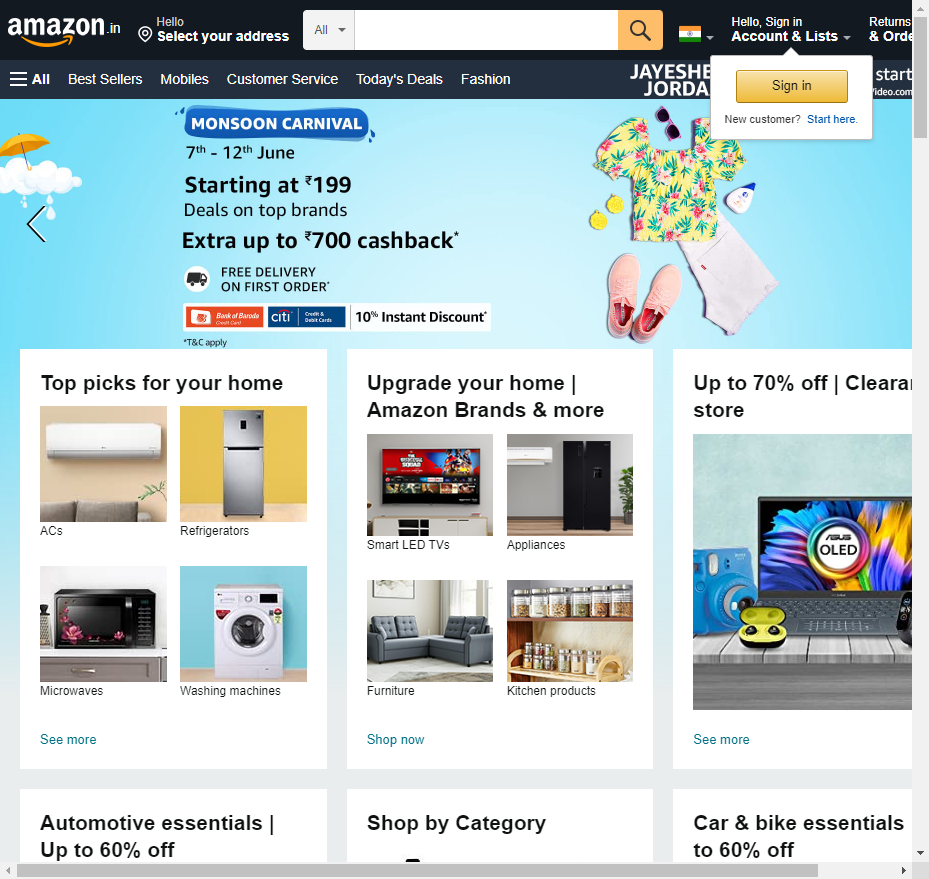 amazon.in
Hello
Select your address
All
Hello, Sign in
Account & Lists
Returns
& Orde
All
Best Sellers
Mobiles
Customer Service
Today's Deals
Fashion
JAYESHE
JORDA
start
Video.com
Sign in
New customer? Start here.
MONSOON CARNIVAL
7th - 12th June
Starting at ₹199
Deals on top brands
Extra up to ₹700 cashback*
FREE DELIVERY
ON FIRST ORDER*
Bank of Baroda
Credit Card
citi
Credit &
Debit Cards
10% Instant Discount*
*T&C apply
Top picks for your home
ACs
Refrigerators
Microwaves
Washing machines
See more
Upgrade your home |
Amazon Brands & more
Smart LED TVs
Appliances
Furniture
Kitchen products
Shop now
Up to 70% off | Clearan
store
ASUS
OLED
See more
Automotive essentials |
Up to 60% off
Shop by Category
Car & bike essentials
to 60% off